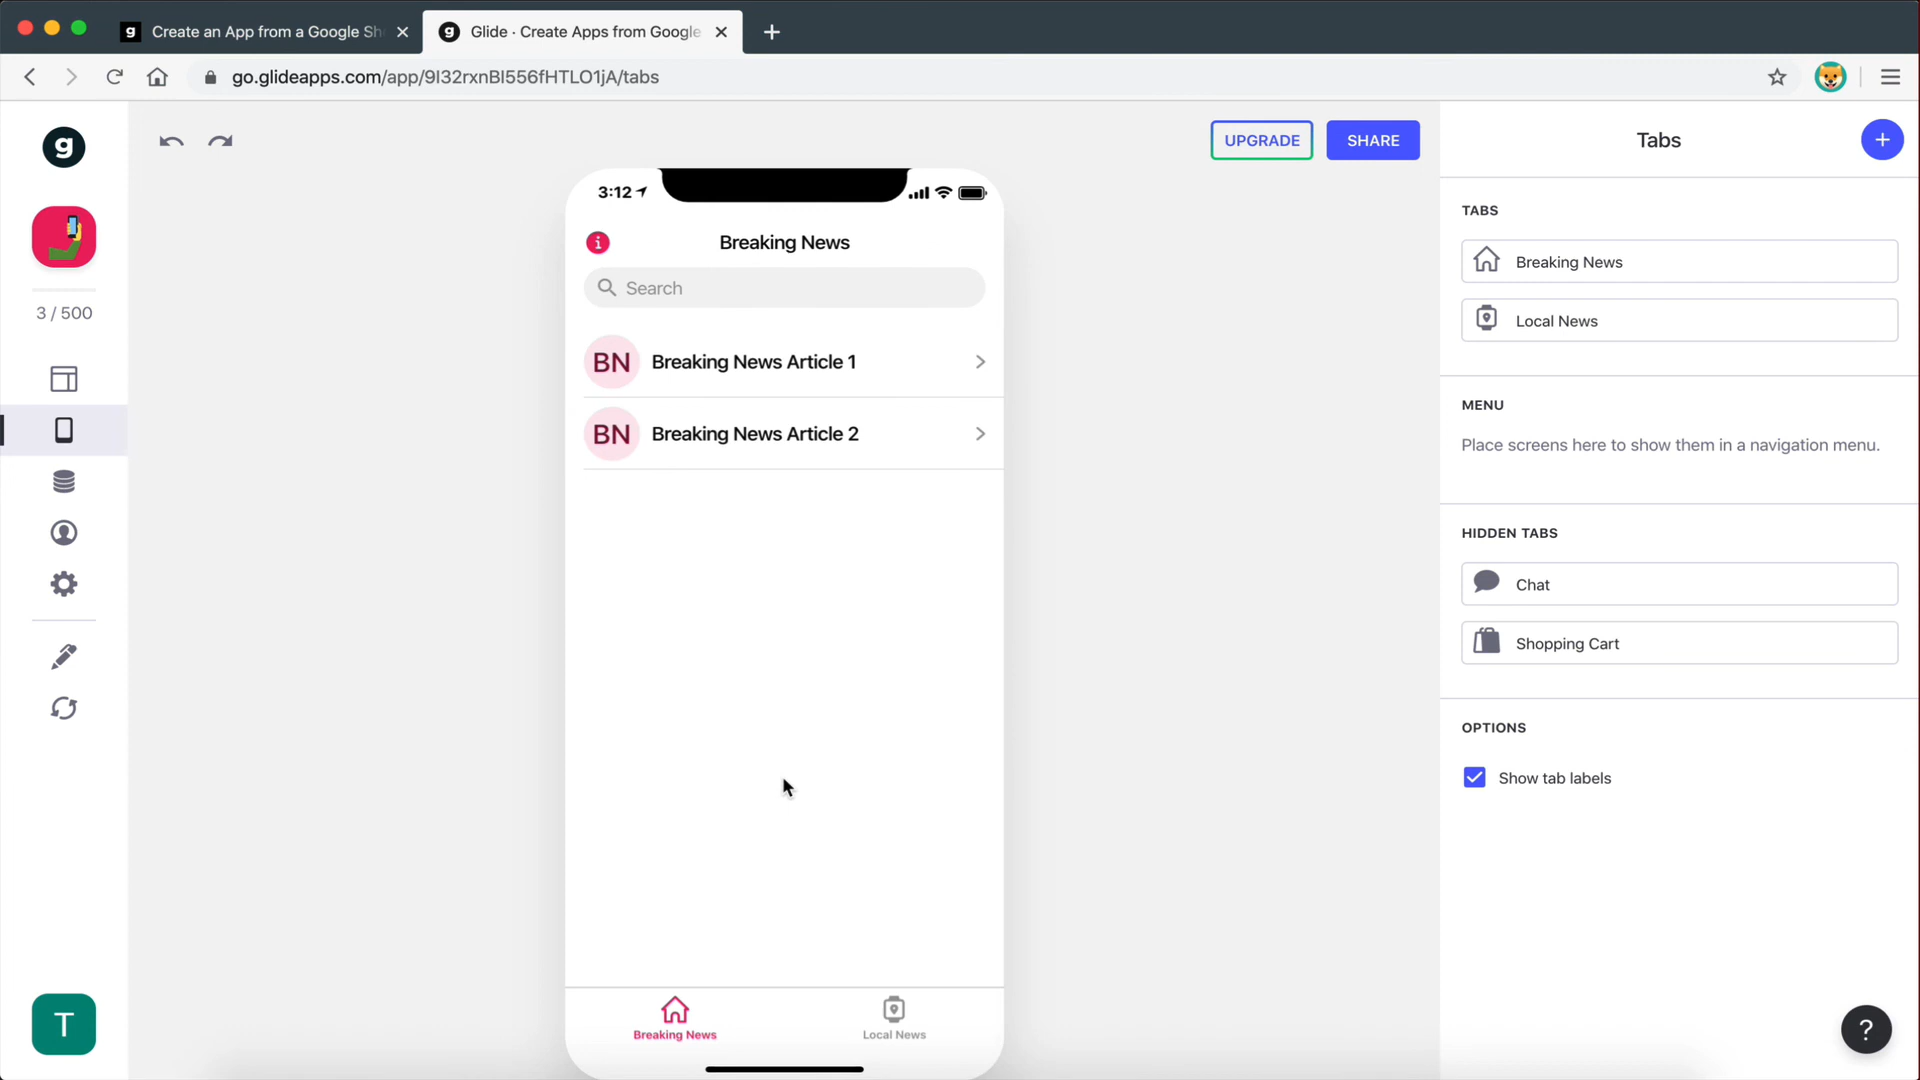 g Create an App from a Google Sh
g Glide · Create Apps from Google
go.glideapps.com/app/9I32rxnBI556fHTLO1jA/tabs
g
3 / 500
T
UPGRADE
SHARE
3:12
i
Breaking News
Search
BN Breaking News Article 1
BN Breaking News Article 2
Breaking News
Local News
Tabs
TABS
Breaking News
Local News
MENU
Place screens here to show them in a navigation menu.
HIDDEN TABS
Chat
Shopping Cart
OPTIONS
Show tab labels
?